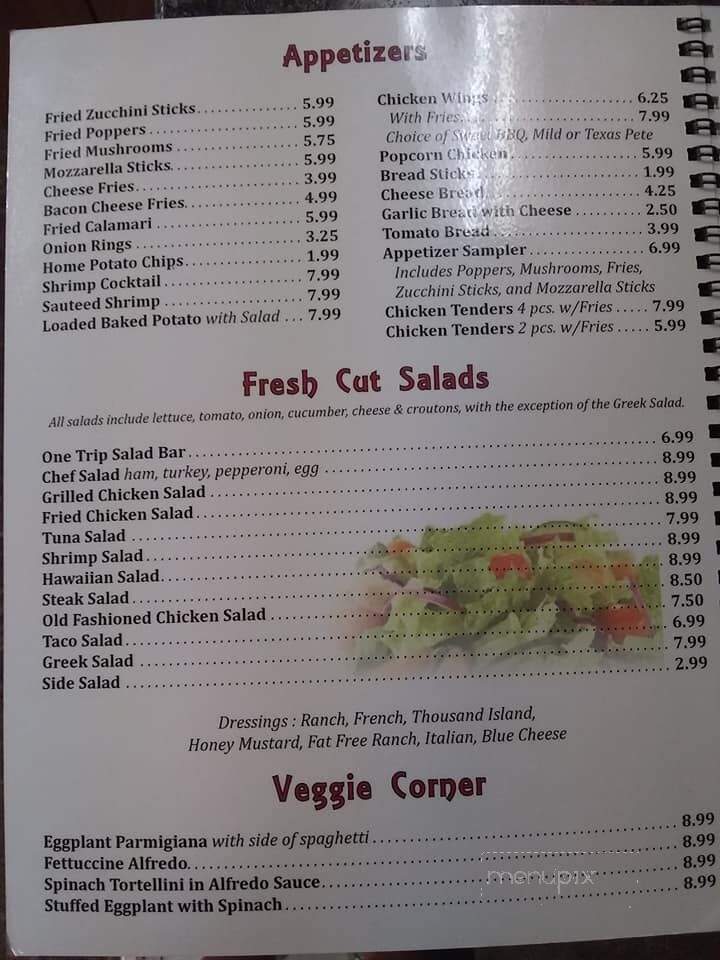 Appetizers
Fried Zucchini Sticks 5.99
Fried Poppers 5.99
Fried Mushrooms 5.75
Mozzarella Sticks 5.99
Cheese Fries 3.99
Bacon Cheese Fries 4.99
Fried Calamari 5.99
Onion Rings 3.25
Home Potato Chips 1.99
Shrimp Cocktail 7.99
Sauteed Shrimp 7.99
Loaded Baked Potato with Salad 7.99
Chicken Wings 6.25
With Fries 7.99
Choice of Sweet BBQ, Mild or Texas Pete
Popcorn Chicken 5.99
Bread Sticks 1.99
Cheese Bread 4.25
Garlic Bread with Cheese 2.50
Tomato Bread 3.99
Appetizer Sampler 6.99
Includes Poppers, Mushrooms, Fries,
Zucchini Sticks, and Mozzarella Sticks
Chicken Tenders 4 pcs. w/Fries 7.99
Chicken Tenders 2 pcs. w/Fries 5.99
Fresh Cut Salads
All salads include lettuce, tomato, onion, cucumber, cheese & croutons, with the exception of the Greek Salad.
One Trip Salad Bar 6.99
Chef Salad ham, turkey, pepperoni, egg 8.99
Grilled Chicken Salad 8.99
Fried Chicken Salad 8.99
Tuna Salad 7.99
Shrimp Salad 8.99
Hawaiian Salad 8.99
Steak Salad 8.50
Old Fashioned Chicken Salad 7.50
Taco Salad 6.99
Greek Salad 7.99
Side Salad 2.99
Dressings : Ranch, French, Thousand Island,
Honey Mustard, Fat Free Ranch, Italian, Blue Cheese
Veggie Corner
Eggplant Parmigiana with side of spaghetti 8.99
Fettuccine Alfredo 8.99
Spinach Tortellini in Alfredo Sauce 8.99
Stuffed Eggplant with Spinach 8.99
menupix